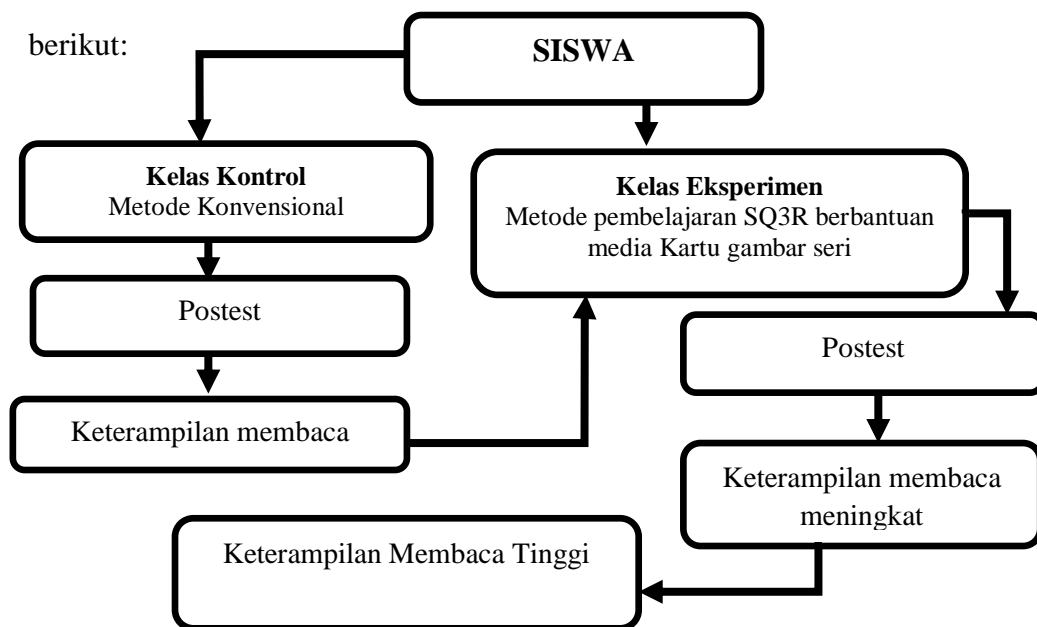 berikut:
SISWA
Kelas Kontrol
Metode Konvensional
Kelas Eksperimen
Metode pembelajaran SQ3R berbantuan
media Kartu gambar seri
Postest
Postest
Keterampilan membaca
Keterampilan membaca
meningkat
Keterampilan Membaca Tinggi